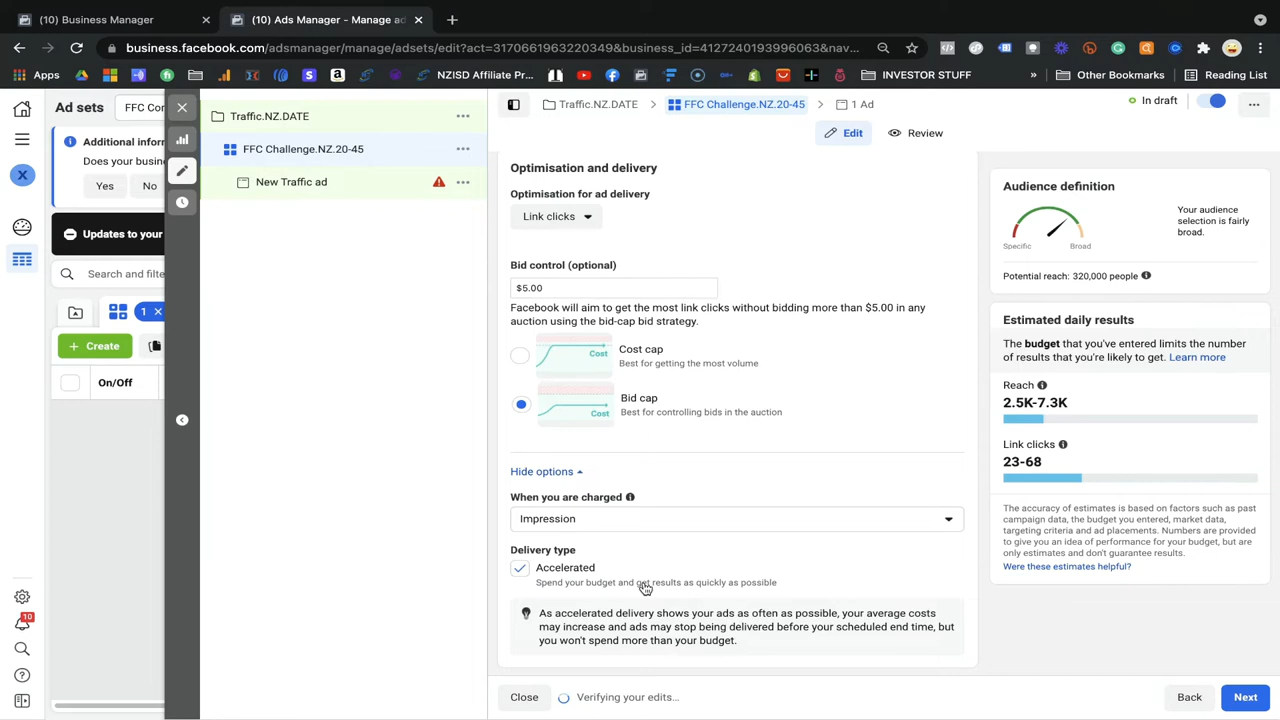 (10) Business Manager
(10) Ads Manager - Manage ad
business.facebook.com/adsmanager/manage/adsets/edit?act=3170661963220349&business_id=4127240193996063&nav...
Apps
NZISD Affiliate Pr...
INVESTOR STUFF
»
Other Bookmarks
Reading List
Ad sets
FFC Con
Additional inforr
Does your busin
Yes
No
Updates to your
Search and filte
1
Create
On/Off
X
10
Traffic.NZ.DATE
FFC Challenge.NZ.20-45
New Traffic ad
Traffic.NZ.DATE
FFC Challenge.NZ.20-45
1 Ad
In draft
Edit
Review
Optimisation and delivery
Optimisation for ad delivery
Link clicks
Bid control (optional)
$5.00
Facebook will aim to get the most link clicks without bidding more than $5.00 in any
auction using the bid-cap bid strategy.
Cost
Cost cap
Best for getting the most volume
Cost
Bid cap
Best for controlling bids in the auction
Hide options
When you are charged
Impression
Delivery type
Accelerated
Spend your budget and get results as quickly as possible
As accelerated delivery shows your ads as often as possible, your average costs
may increase and ads may stop being delivered before your scheduled end time, but
you won't spend more than your budget.
Close
Verifying your edits...
Back
Next
Audience definition
Specific
Broad
Your audience
selection is fairly
broad.
Potential reach: 320,000 people
Estimated daily results
The budget that you've entered limits the number
of results that you're likely to get. Learn more
Reach
2.5K-7.3K
Link clicks
23-68
The accuracy of estimates is based on factors such as past
campaign data, the budget you entered, market data,
targeting criteria and ad placements. Numbers are provided
to give you an idea of performance for your budget, but are
only estimates and don't guarantee results.
Were these estimates helpful?